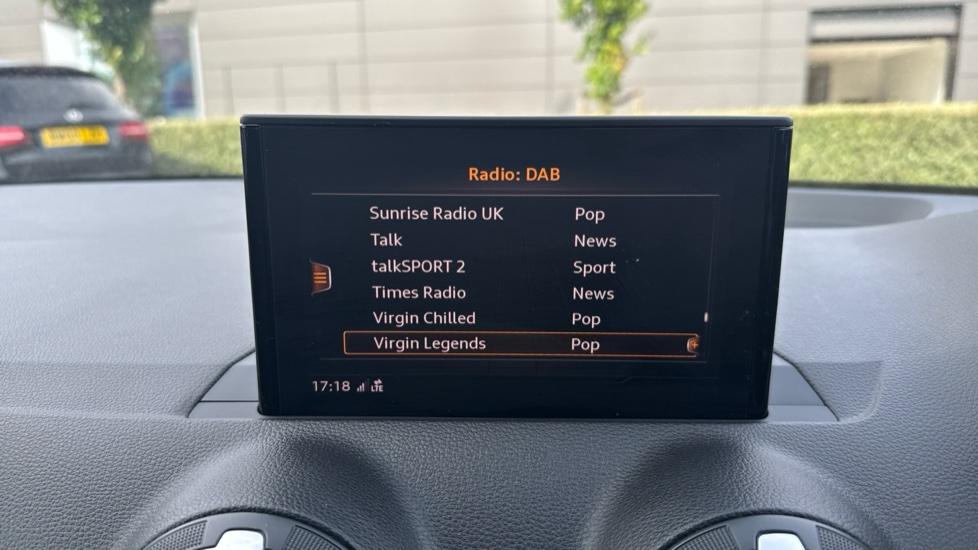 Radio: DAB
Sunrise Radio UK Pop
Talk News
talkSPORT 2 Sport
Times Radio News
Virgin Chilled Pop
Virgin Legends Pop
17:18 LTE